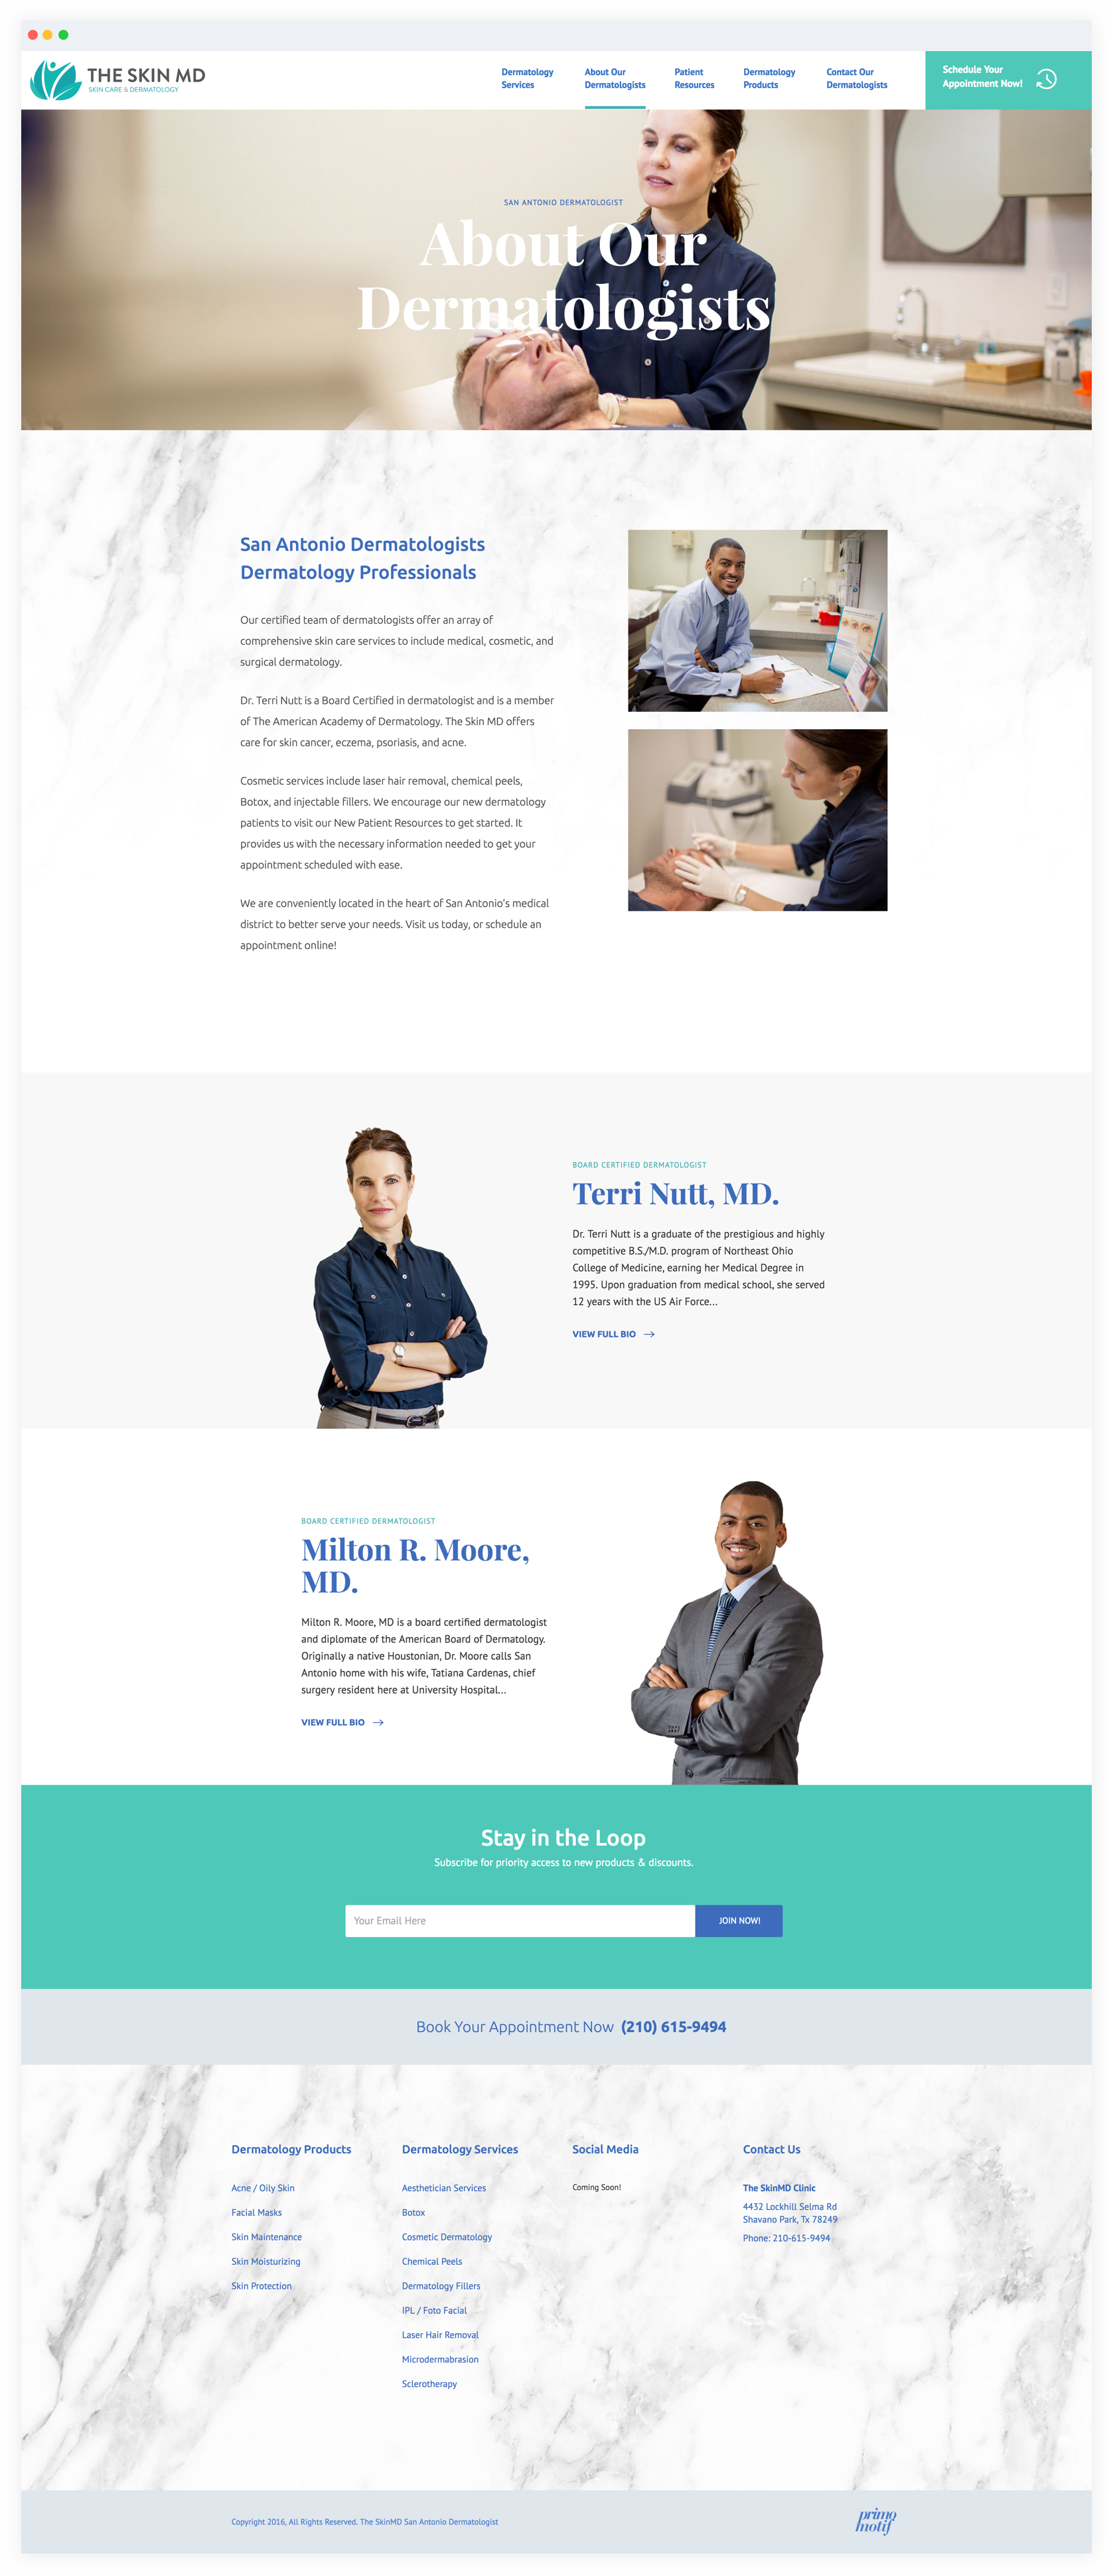 THE SKIN MD
SKIN CARE & DERMATOLOGY
Dermatology
Services
About Our
Dermatologists
Patient
Resources
Dermatology
Products
Contact Our
Dermatologists
Schedule Your
Appointment Now!
SAN ANTONIO DERMATOLOGIST
About Our
Dermatologists
San Antonio Dermatologists
Dermatology Professionals
Our certified team of dermatologists offer an array of
comprehensive skin care services to include medical, cosmetic, and
surgical dermatology.
Dr. Terri Nutt is a Board Certified in dermatologist and is a member
of The American Academy of Dermatology. The Skin MD offers
care for skin cancer, eczema, psoriasis, and acne.
Cosmetic services include laser hair removal, chemical peels,
Botox, and injectable fillers. We encourage our new dermatology
patients to visit our New Patient Resources to get started. It
provides us with the necessary information needed to get your
appointment scheduled with ease.
We are conveniently located in the heart of San Antonio's medical
district to better serve your needs. Visit us today, or schedule an
appointment online!
BOARD CERTIFIED DERMATOLOGIST
Terri Nutt, MD.
Dr. Terri Nutt is a graduate of the prestigious and highly
competitive B.S./M.D. program of Northeast Ohio
College of Medicine, earning her Medical Degree in
1995. Upon graduation from medical school, she served
12 years with the US Air Force...
VIEW FULL BIO
BOARD CERTIFIED DERMATOLOGIST
Milton R. Moore,
MD.
Milton R. Moore, MD is a board certified dermatologist
and diplomate of the American Board of Dermatology.
Originally a native Houstonian, Dr. Moore calls San
Antonio home with his wife, Tatiana Cardenas, chief
surgery resident here at University Hospital...
VIEW FULL BIO
Stay in the Loop
Subscribe for priority access to new products & discounts.
Your Email Here
JOIN NOW!
Book Your Appointment Now (210) 615-9494
Dermatology Products
Acne / Oily Skin
Facial Masks
Skin Maintenance
Skin Moisturizing
Skin Protection
Dermatology Services
Aesthetician Services
Botox
Cosmetic Dermatology
Chemical Peels
Dermatology Fillers
IPL / Foto Facial
Laser Hair Removal
Microdermabrasion
Sclerotherapy
Social Media
Coming Soon!
Contact Us
The SkinMD Clinic
4432 Lockhill Selma Rd
Shavano Park, Tx 78249
Phone: 210-615-9494
Copyright 2016, All Rights Reserved. The SkinMD San Antonio Dermatologist
primo
motif